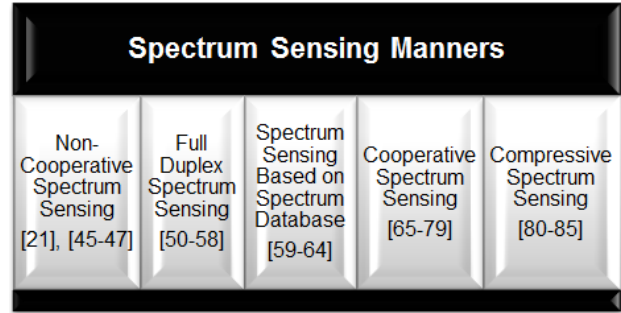 Spectrum Sensing Manners
Non-
Cooperative
Spectrum
Sensing
[21], [45-47]
Full
Duplex
Spectrum
Sensing
[50-58]
Spectrum
Sensing
Based on
Spectrum
Database
[59-64]
Cooperative
Spectrum
Sensing
[65-79]
Compressive
Spectrum
Sensing
[80-85]